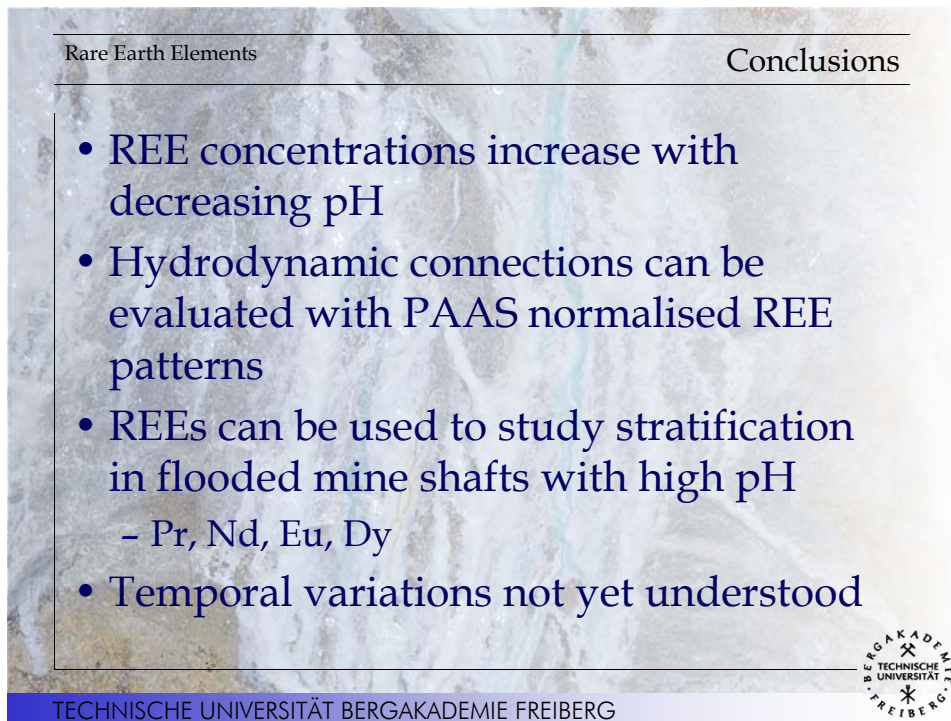 Rare Earth Elements
Conclusions
• REE concentrations increase with
decreasing pH
• Hydrodynamic connections can be
evaluated with PAAS normalised REE
patterns
• REEs can be used to study stratification
in flooded mine shafts with high pH
– Pr, Nd, Eu, Dy
• Temporal variations not yet understood
BERGAKADEMIE
TECHNISCHE
UNIVERSITÄT
FREIBERG
TECHNISCHE UNIVERSITÄT BERGAKADEMIE FREIBERG